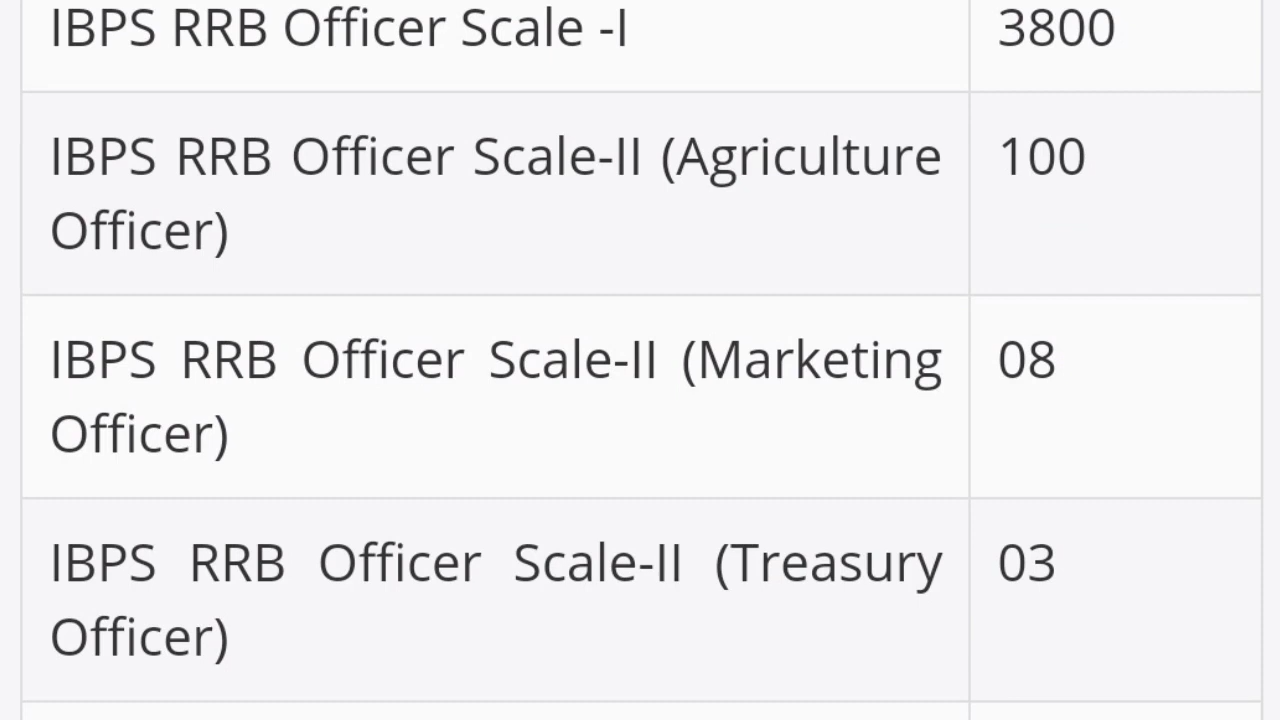 IBPS RRB Officer Scale -I 3800
IBPS RRB Officer Scale-II (Agriculture 100
Officer)
IBPS RRB Officer Scale-II (Marketing 08
Officer)
IBPS RRB Officer Scale-II (Treasury 03
Officer)